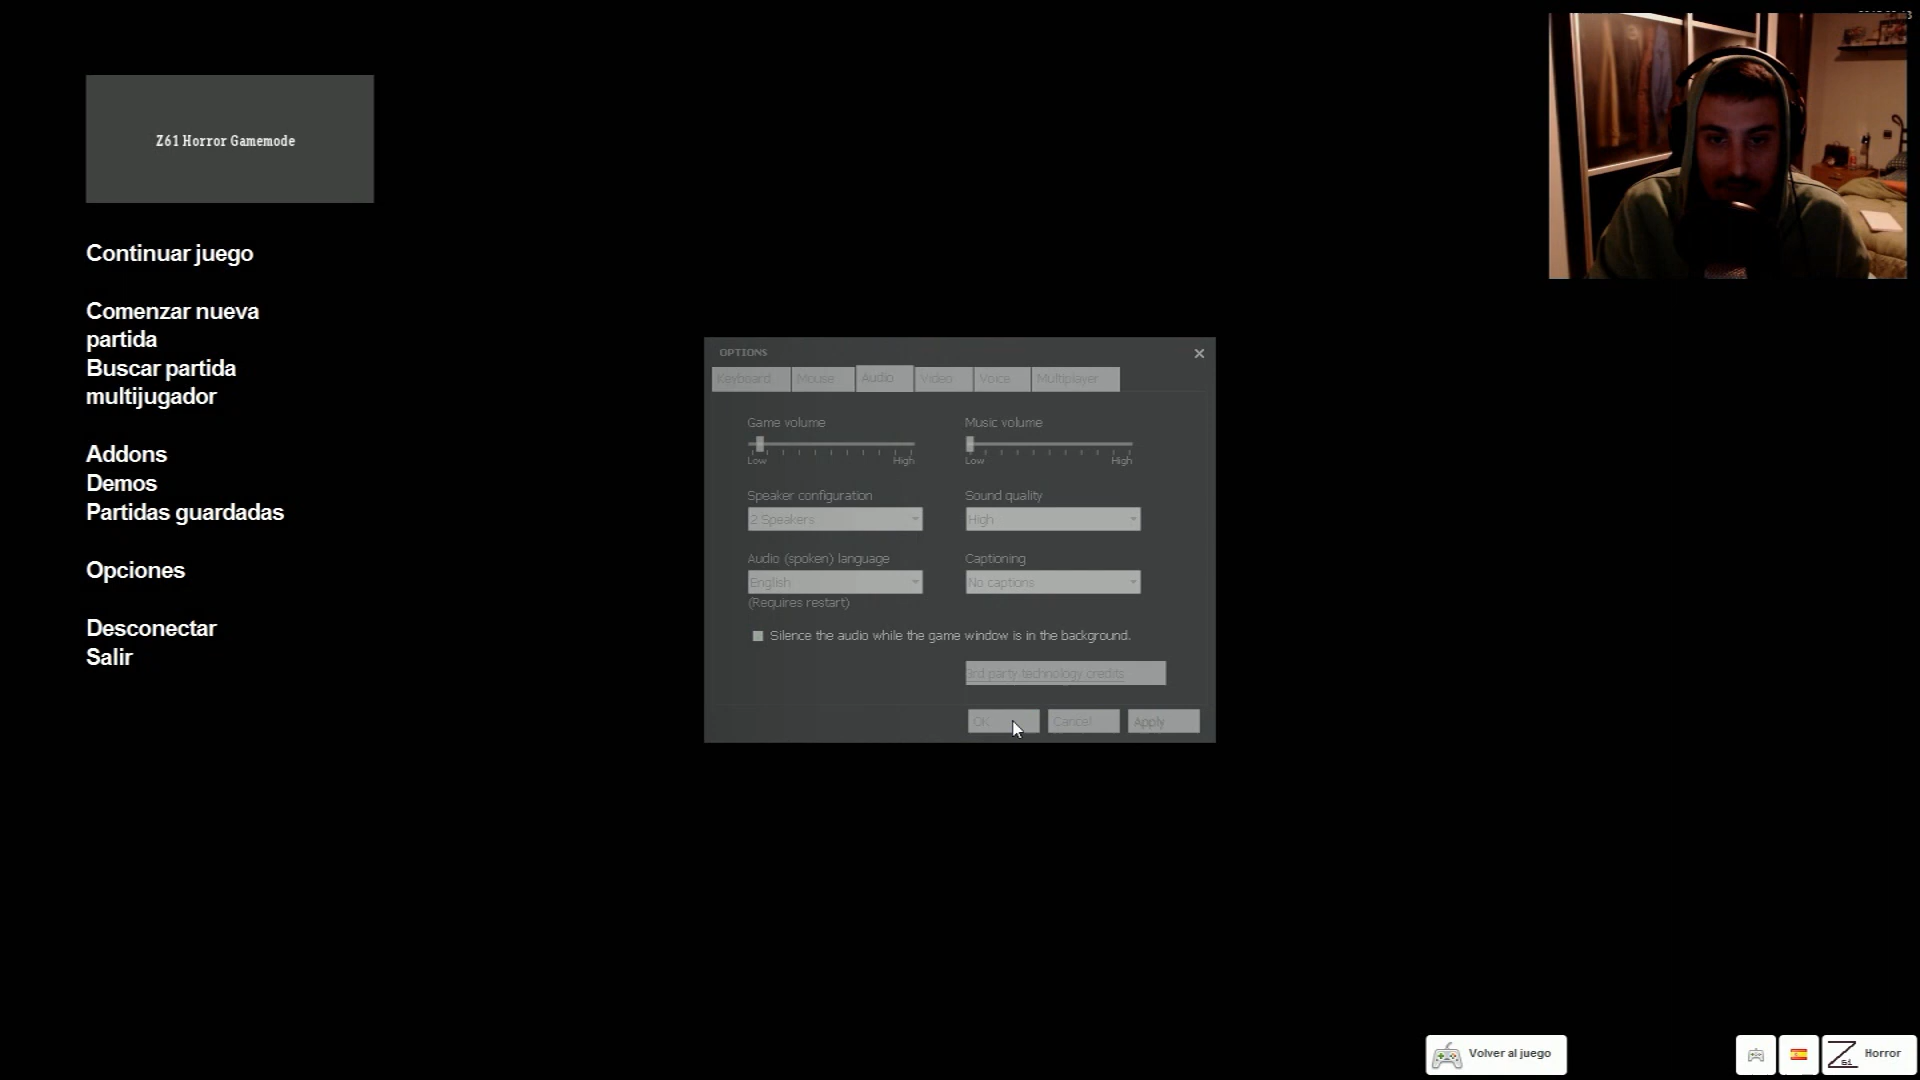 Z61 Horror Gamemode
Continuar juego
Comenzar nueva
partida
Buscar partida
multijugador
Addons
Demos
Partidas guardadas
Opciones
Desconectar
Salir
OPTIONS
Keyboard Mouse Audio Video Voice Multiplayer
Game volume Music volume
Low High Low High
Speaker configuration Sound quality
2 Speakers High
Audio (spoken) language Captioning
English No captions
(Requires restart)
Silence the audio while the game window is in the background.
3rd party technology credits
OK Cancel Apply
Volver al juego
Z61 Horror